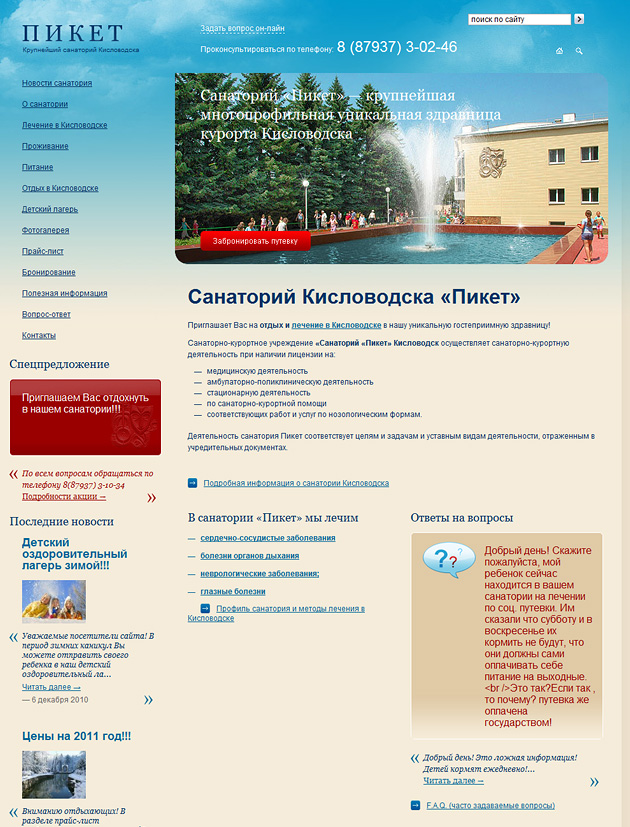 ПИКЕТ
Крупнейший санаторий Кисловодска
Задать вопрос он-лайн
Проконсультироваться по телефону: 8 (87937) 3-02-46
поиск по сайту
Новости санатория
О санатории
Лечение в Кисловодске
Проживание
Питание
Отдых в Кисловодске
Детский лагерь
Фотогалерея
Прайс-лист
Бронирование
Полезная информация
Вопрос-ответ
Контакты
Спецпредложение
Приглашаем Вас отдохнуть
в нашем санатории!!!
По всем вопросам обращаться по
телефону 8(87937) 3-10-34
Подробности акции →
Последние новости
Детский
оздоровительный
лагерь зимой!!!
Уважаемые посетители сайта! В
период зимних каникул Вы
можете отправить своего
ребенка в наш детский
оздоровительный ла...
Читать далее →
— 6 декабря 2010
Цены на 2011 год!!!
Вниманию отдыхающих! В
разделе прайс-лист
Санаторий «Пикет» — крупнейшая
многопрофильная уникальная здравница
курорта Кисловодска
Забронировать путевку
Санаторий Кисловодска «Пикет»
Приглашает Вас на отдых и лечение в Кисловодске в нашу уникальную гостеприимную здравницу!
Санаторно-курортное учреждение «Санаторий «Пикет» Кисловодск осуществляет санаторно-курортную
деятельность при наличии лицензии на:
— медицинскую деятельность
— амбулаторно-поликлиническую деятельность
— стационарную деятельность
— по санаторно-курортной помощи
— соответствующих работ и услуг по нозологическим формам.
Деятельность санатория Пикет соответствует целям и задачам и уставным видам деятельности, отраженным в
учредительных документах.
Подробная информация о санатории Кисловодска
В санатории «Пикет» мы лечим
— сердечно-сосудистые заболевания
— болезни органов дыхания
— неврологические заболевания;
— глазные болезни
Профиль санатория и методы лечения в
Кисловодске
Ответы на вопросы
???
Добрый день! Скажите
пожалуйста, мой
ребенок сейчас
находится в вашем
санатории на лечении
по соц. путевки. Им
сказали что субботу и в
воскресенье их
кормить не будут, что
они должны сами
оплачивать себе
питание на выходные.
<br />Это так?Если так ,
то почему? путевка же
оплачена
государством!
Добрый день! Это ложная информация!
Детей кормят ежедневно!...
Читать далее →
F.A.Q. (часто задаваемые вопросы)